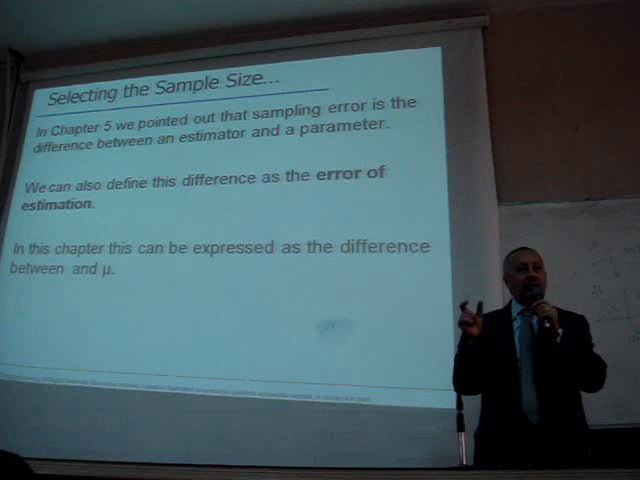 Selecting the Sample Size...
In Chapter 5 we pointed out that sampling error is the
difference between an estimator and a parameter.
We can also define this difference as the error of
estimation.
In this chapter this can be expressed as the difference
between and μ.